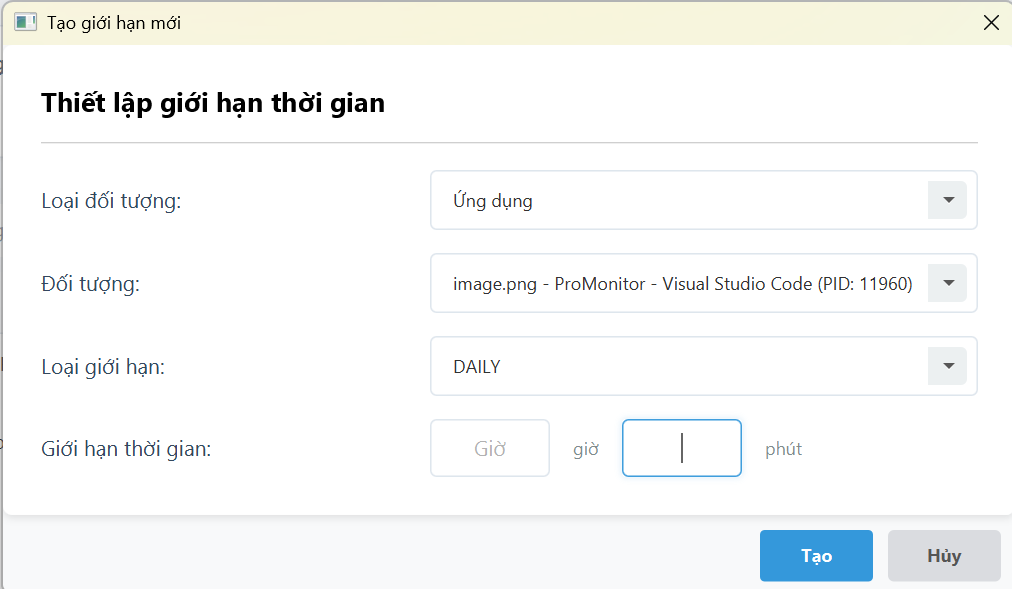 Tạo giới hạn mới
Thiết lập giới hạn thời gian
Loại đối tượng: Ứng dụng
Đối tượng: image.png - ProMonitor - Visual Studio Code (PID: 11960)
Loại giới hạn: DAILY
Giới hạn thời gian: Giờ giờ phút
Tạo Hủy